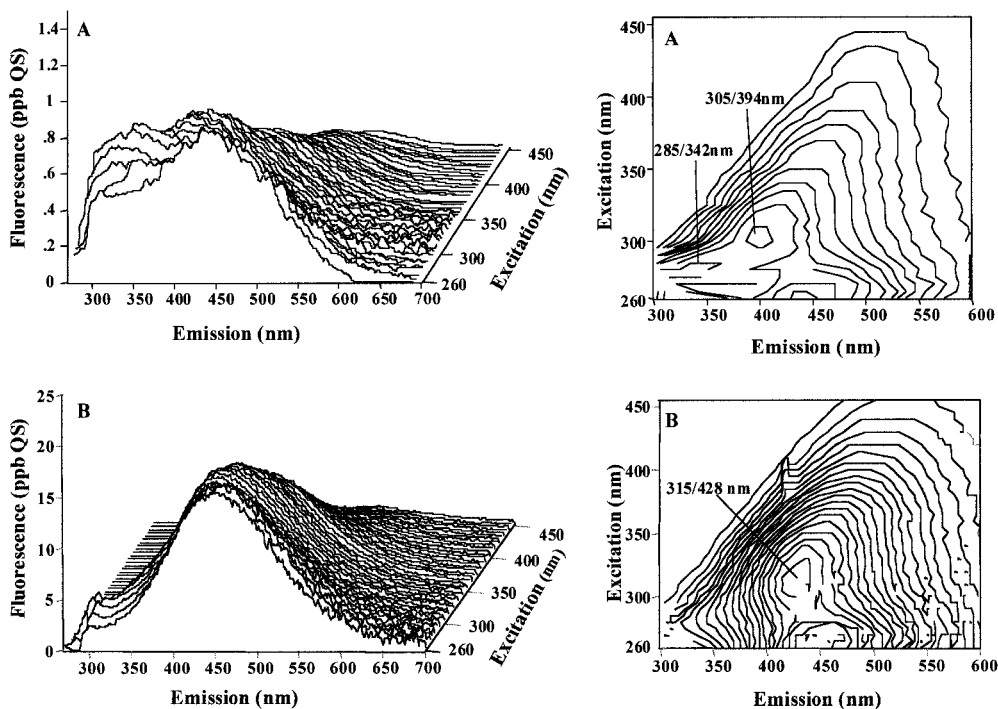 A
Fluorescence (ppb QS)
1.4
1.2
1
.8
.6
.4
.2
0
300 350 400 450 500 550 600 650 700
Emission (nm)
260
300
350
400
450
Excitation (nm)
A
305/394nm
285/342nm
Excitation (nm)
450
400
350
300
260
300 350 400 450 500 550 600
Emission (nm)
B
Fluorescence (ppb QS)
25
20
15
10
5
0
300 350 400 450 500 550 600 650 700
Emission (nm)
260
300
350
400
450
Excitation (nm)
B
315/428 nm
Excitation (nm)
450
400
350
300
260
300 350 400 450 500 550 600
Emission (nm)